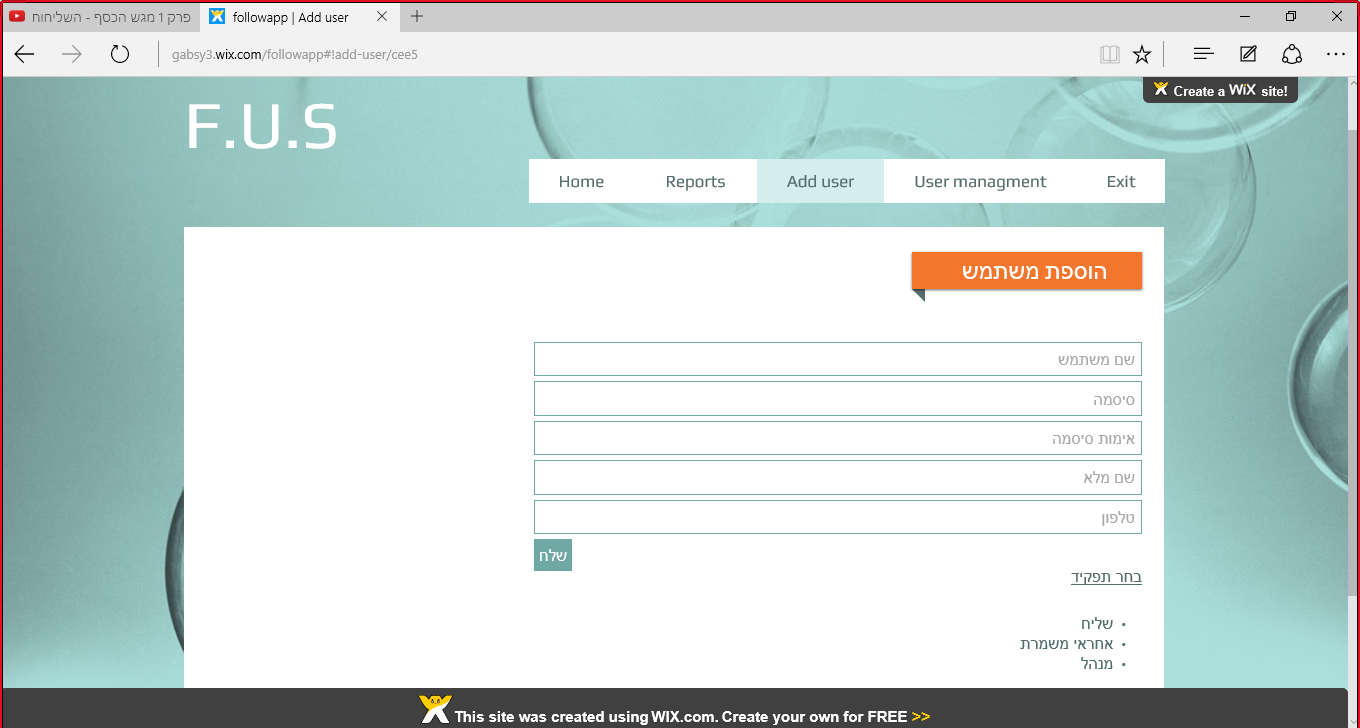 פרק 1 מגש הכסף - השליחות
followapp | Add user
gabsy3.wix.com/followapp#!add-user/cee5
Create a WiX site!
F.U.S
Home Reports Add user User managment Exit
הוספת משתמש
שם משתמש
סיסמה
אימות סיסמה
שם מלא
טלפון
שלח
בחר תפקיד
• שליח
• אחראי משמרת
• מנהל
This site was created using WIX.com. Create your own for FREE >>